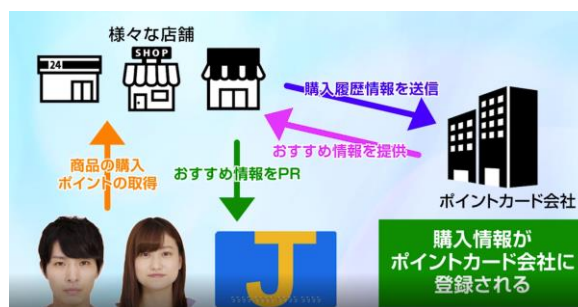 様々な店舗
24
SHOP
購入履歴情報を送信
おすすめ情報を提供
商品の購入
ポイントの取得
おすすめ情報をPR
ポイントカード会社
J
購入情報が
ポイントカード会社に
登録される